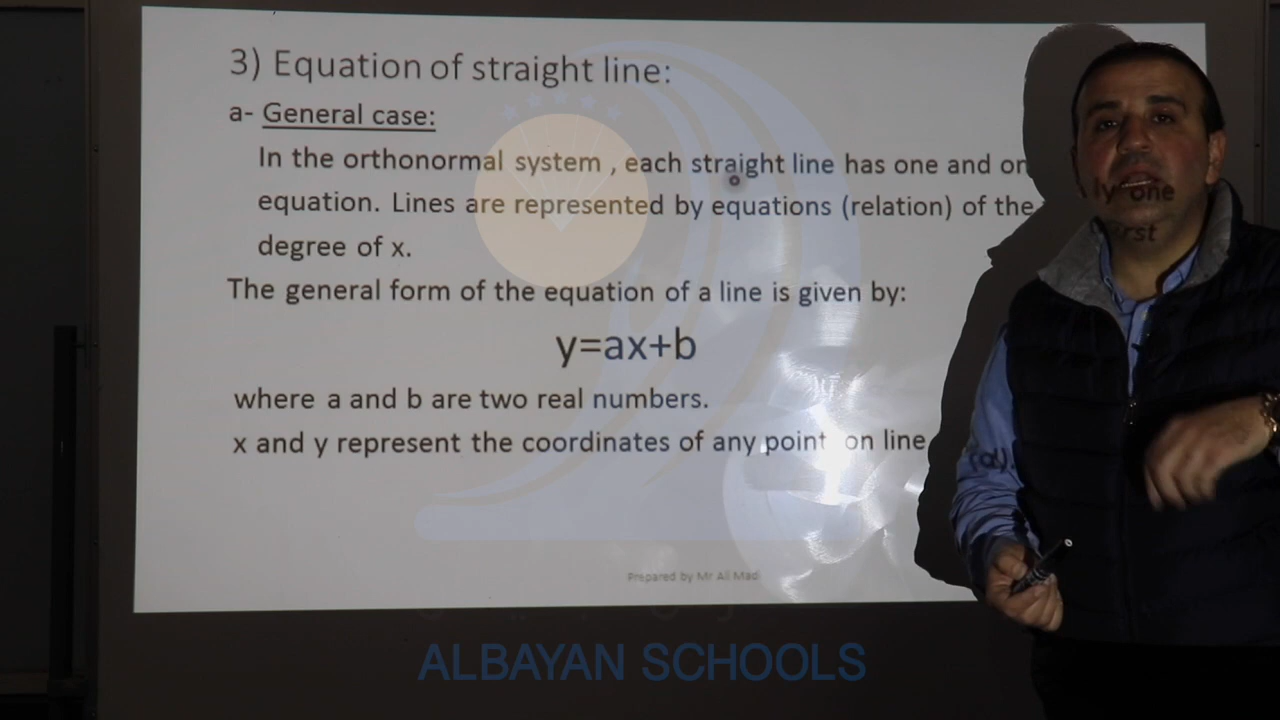 3) Equation of straight line:
a- General case:
In the orthonormal system , each straight line has one and only one
equation. Lines are represented by equations (relation) of the first
degree of x.
The general form of the equation of a line is given by:
y=ax+b
where a and b are two real numbers.
x and y represent the coordinates of any point on line (d).
Prepared by Mr Ali Madi
ALBAYAN SCHOOLS